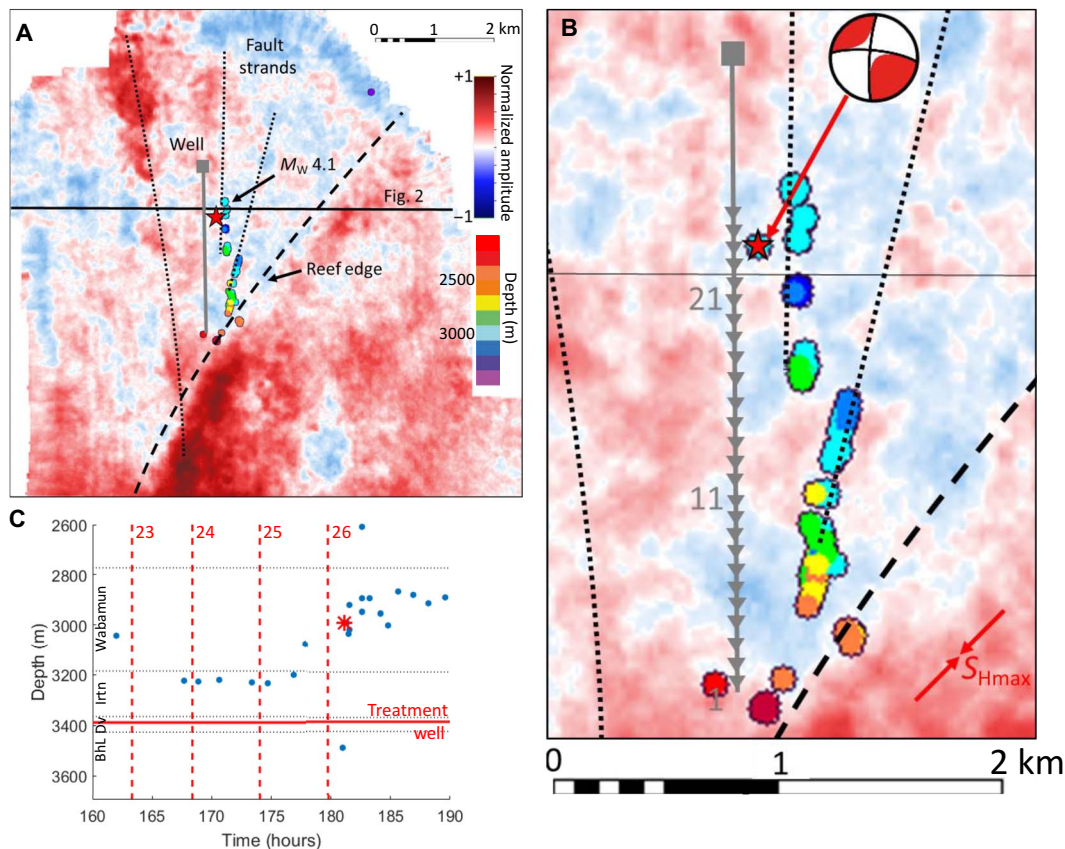 A
0 1 2 km
Fault
strands
+1
Normalized amplitude
−1
Well
MW 4.1
Fig. 2
Reef edge
2500
3000
Depth (m)
B
21
11
1
SHmax
0 1 2 km
C
2600
2800
3000
3200
3400
3600
Depth (m)
Wabamun
Irtn
Dv
BhL
23
24
25
26
Treatment
well
160 165 170 175 180 185 190
Time (hours)